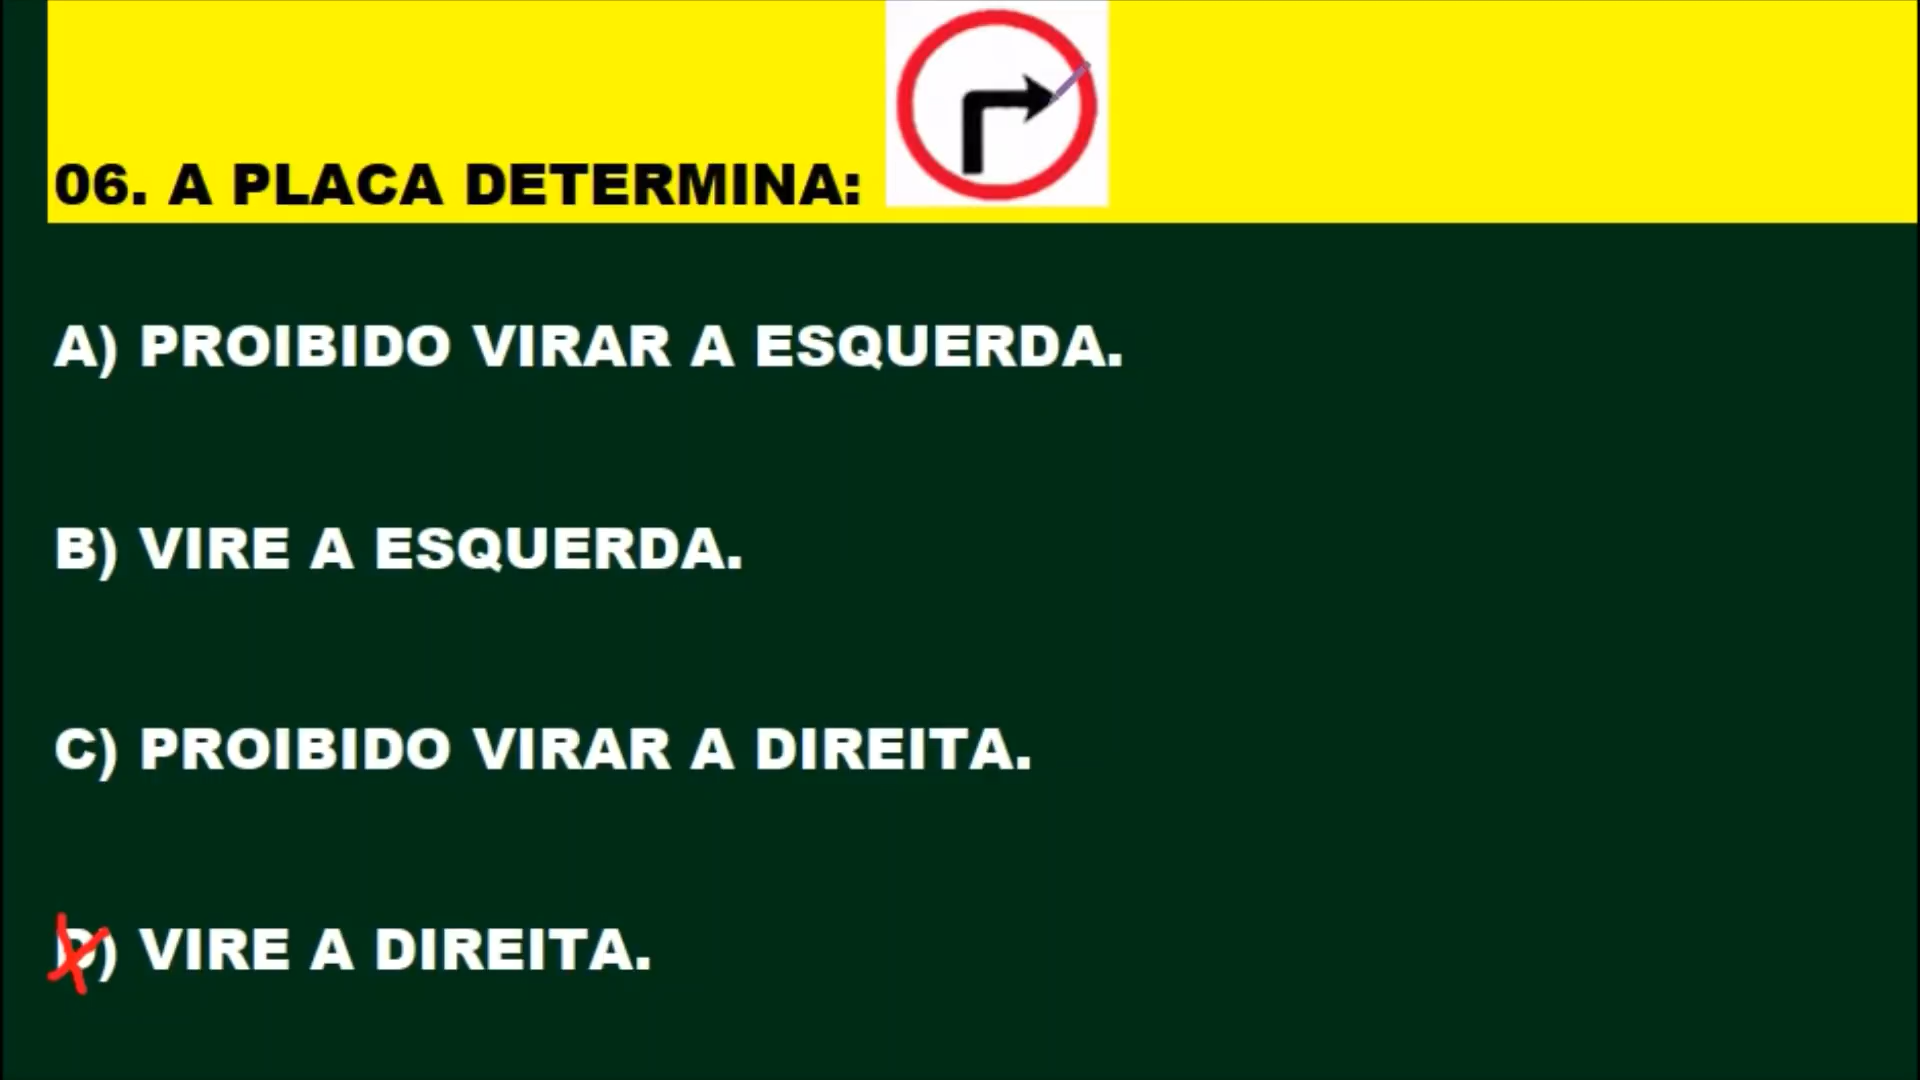 06. A PLACA DETERMINA:
A) PROIBIDO VIRAR A ESQUERDA.
B) VIRE A ESQUERDA.
C) PROIBIDO VIRAR A DIREITA.
D) VIRE A DIREITA.